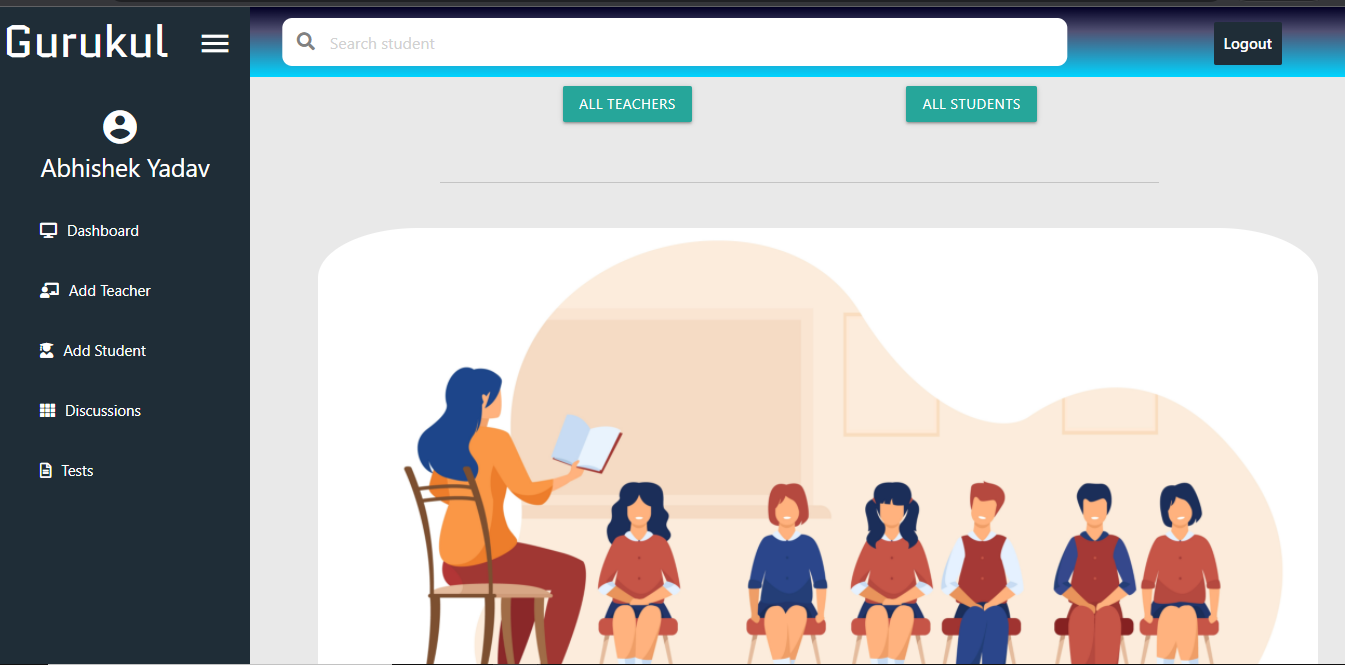 Gurukul
Search student
Logout
ALL TEACHERS
ALL STUDENTS
Abhishek Yadav
Dashboard
Add Teacher
Add Student
Discussions
Tests